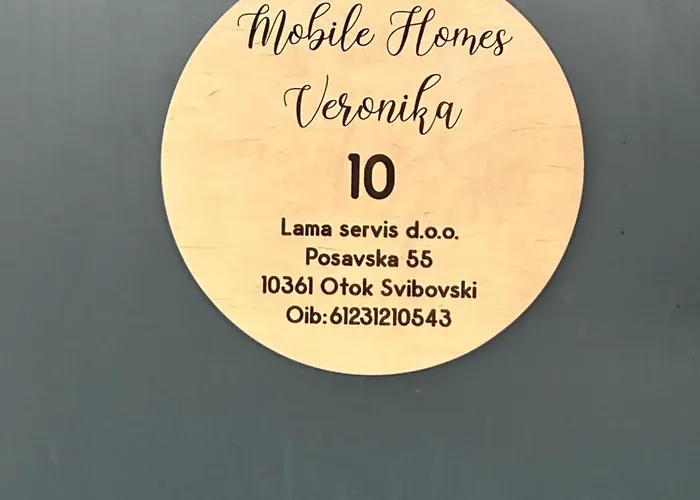 Mobile Homes
Veronika
10
Lama servis d.o.o.
Posavska 55
10361 Otok Svibovski
Oib:61231210543